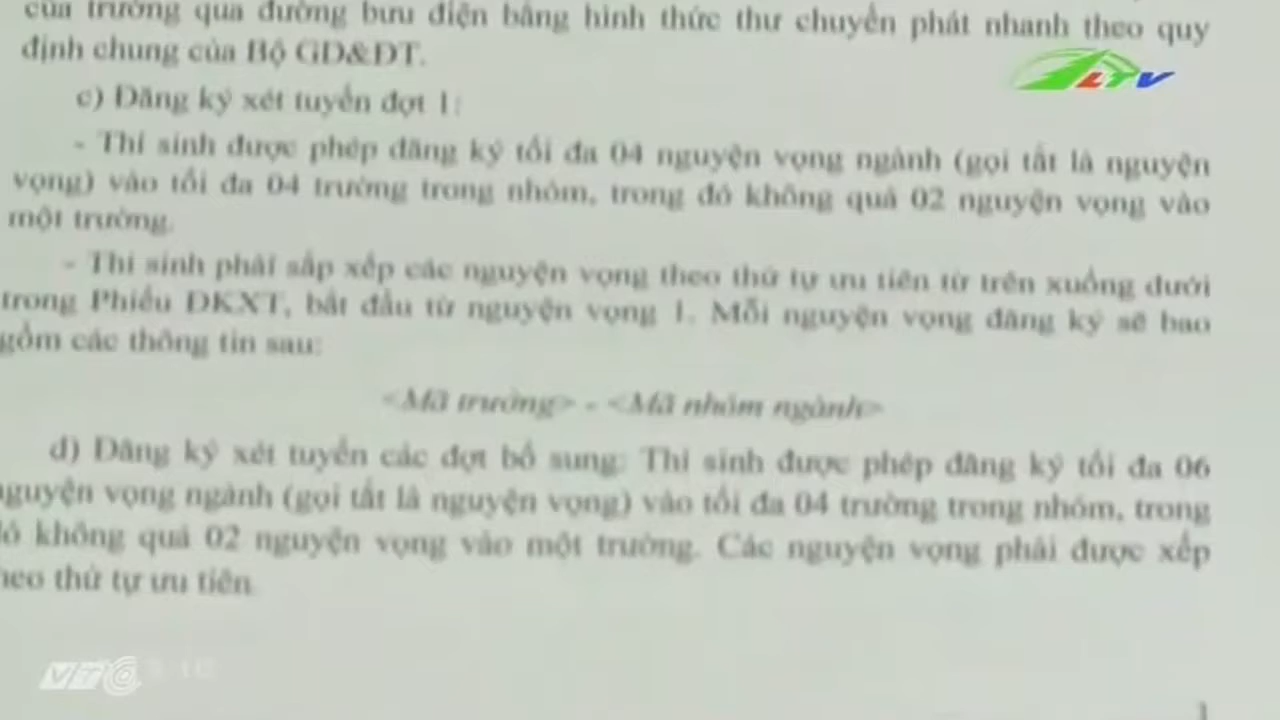 của trường qua đường bưu điện bằng hình thức thư chuyển phát nhanh theo quy
định chung của Bộ GD&ĐT.
LTV
c) Đăng ký xét tuyển đợt 1:
- Thí sinh được phép đăng ký tối đa 04 nguyện vọng ngành (gọi tắt là nguyện
vọng) vào tối đa 04 trường trong nhóm, trong đó không quá 02 nguyện vọng vào
một trường.
- Thí sinh phải sắp xếp các nguyện vọng theo thứ tự ưu tiên từ trên xuống dưới
trong Phiếu ĐKXT, bắt đầu từ nguyện vọng 1. Mỗi nguyện vọng đăng ký sẽ bao
gồm các thông tin sau:
<Mã trường> - <Mã nhóm ngành>
d) Đăng ký xét tuyển các đợt bổ sung: Thí sinh được phép đăng ký tối đa 06
nguyện vọng ngành (gọi tắt là nguyện vọng) vào tối đa 04 trường trong nhóm, trong
đó không quá 02 nguyện vọng vào một trường. Các nguyện vọng phải được xếp
theo thứ tự ưu tiên.
VTC
1